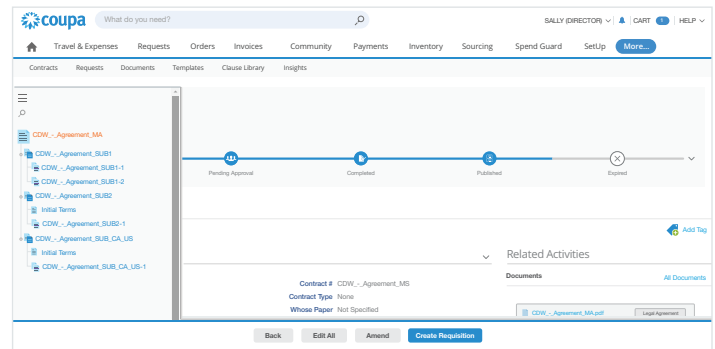 coupa
What do you need?
SALLY (DIRECTOR) CART HELP
Travel & Expenses Requests Orders Invoices Community Payments Inventory Sourcing Spend Guard SetUp More...
Contracts Requests Documents Templates Clause Library Insights
CDW_-_Agreement_MA
CDW_-_Agreement_SUB1
CDW_-_Agreement_SUB1-1
CDW_-_Agreement_SUB1-2
CDW_-_Agreement_SUB2
Initial Terms
CDW_-_Agreement_SUB2-1
CDW_-_Agreement_SUB_CA_US
Initial Terms
CDW_-_Agreement_SUB_CA_US-1
Pending Approval Completed Published Expired
Add Tag
Related Activities
Documents All Documents
Contract # CDW_-_Agreement_MS
Contract Type None
Whose Paper Not Specified
CDW_-_Agreement_MA.pdf Legal Agreement
Back Edit All Amend Create Requisition